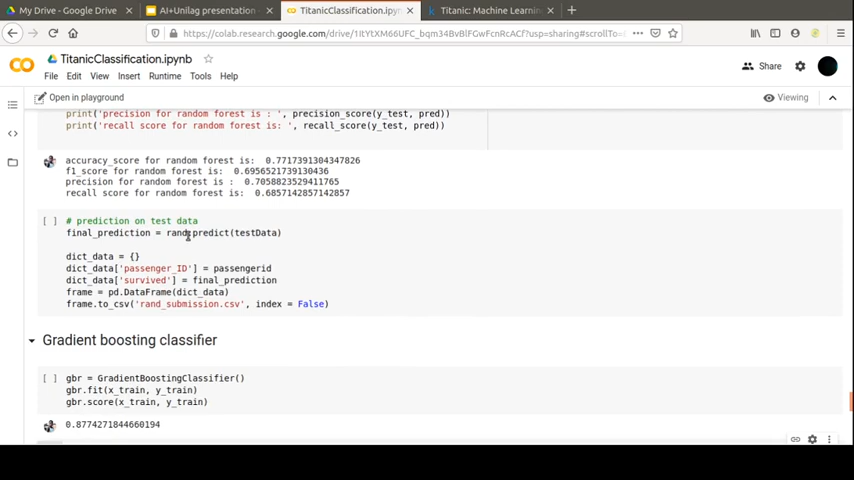 My Drive - Google Drive
AI+Unilag presentation -
TitanicClassification.ipyn
Titanic: Machine Learning
https://colab.research.google.com/drive/1ItYtXM66UFC_bqm34BvBlFGwFcnRcACf?usp=sharing#scrollTo=
TitanicClassification.ipynb
Share
File Edit View Insert Runtime Tools Help
Open in playground
Viewing
print('precision for random forest is : ', precision_score(y_test, pred))
print('recall score for random forest is: ', recall_score(y_test, pred)
accuracy_score for random forest is:  0.7717391304347826
f1_score for random forest is:  0.6956521739130436
precision for random forest is :  0.7058823529411765
recall score for random forest is:  0.6857142857142857
[ ] # prediction on test data
final_prediction = rand.predict(testData)
dict_data = {}
dict_data['passenger_ID'] = passengerid
dict_data['survived'] = final_prediction
frame = pd.DataFrame(dict_data)
frame.to_csv('rand_submission.csv', index = False)
Gradient boosting classifier
[ ] gbr = GradientBoostingClassifier()
gbr.fit(x_train, y_train)
gbr.score(x_train, y_train)
0.8774271844660194